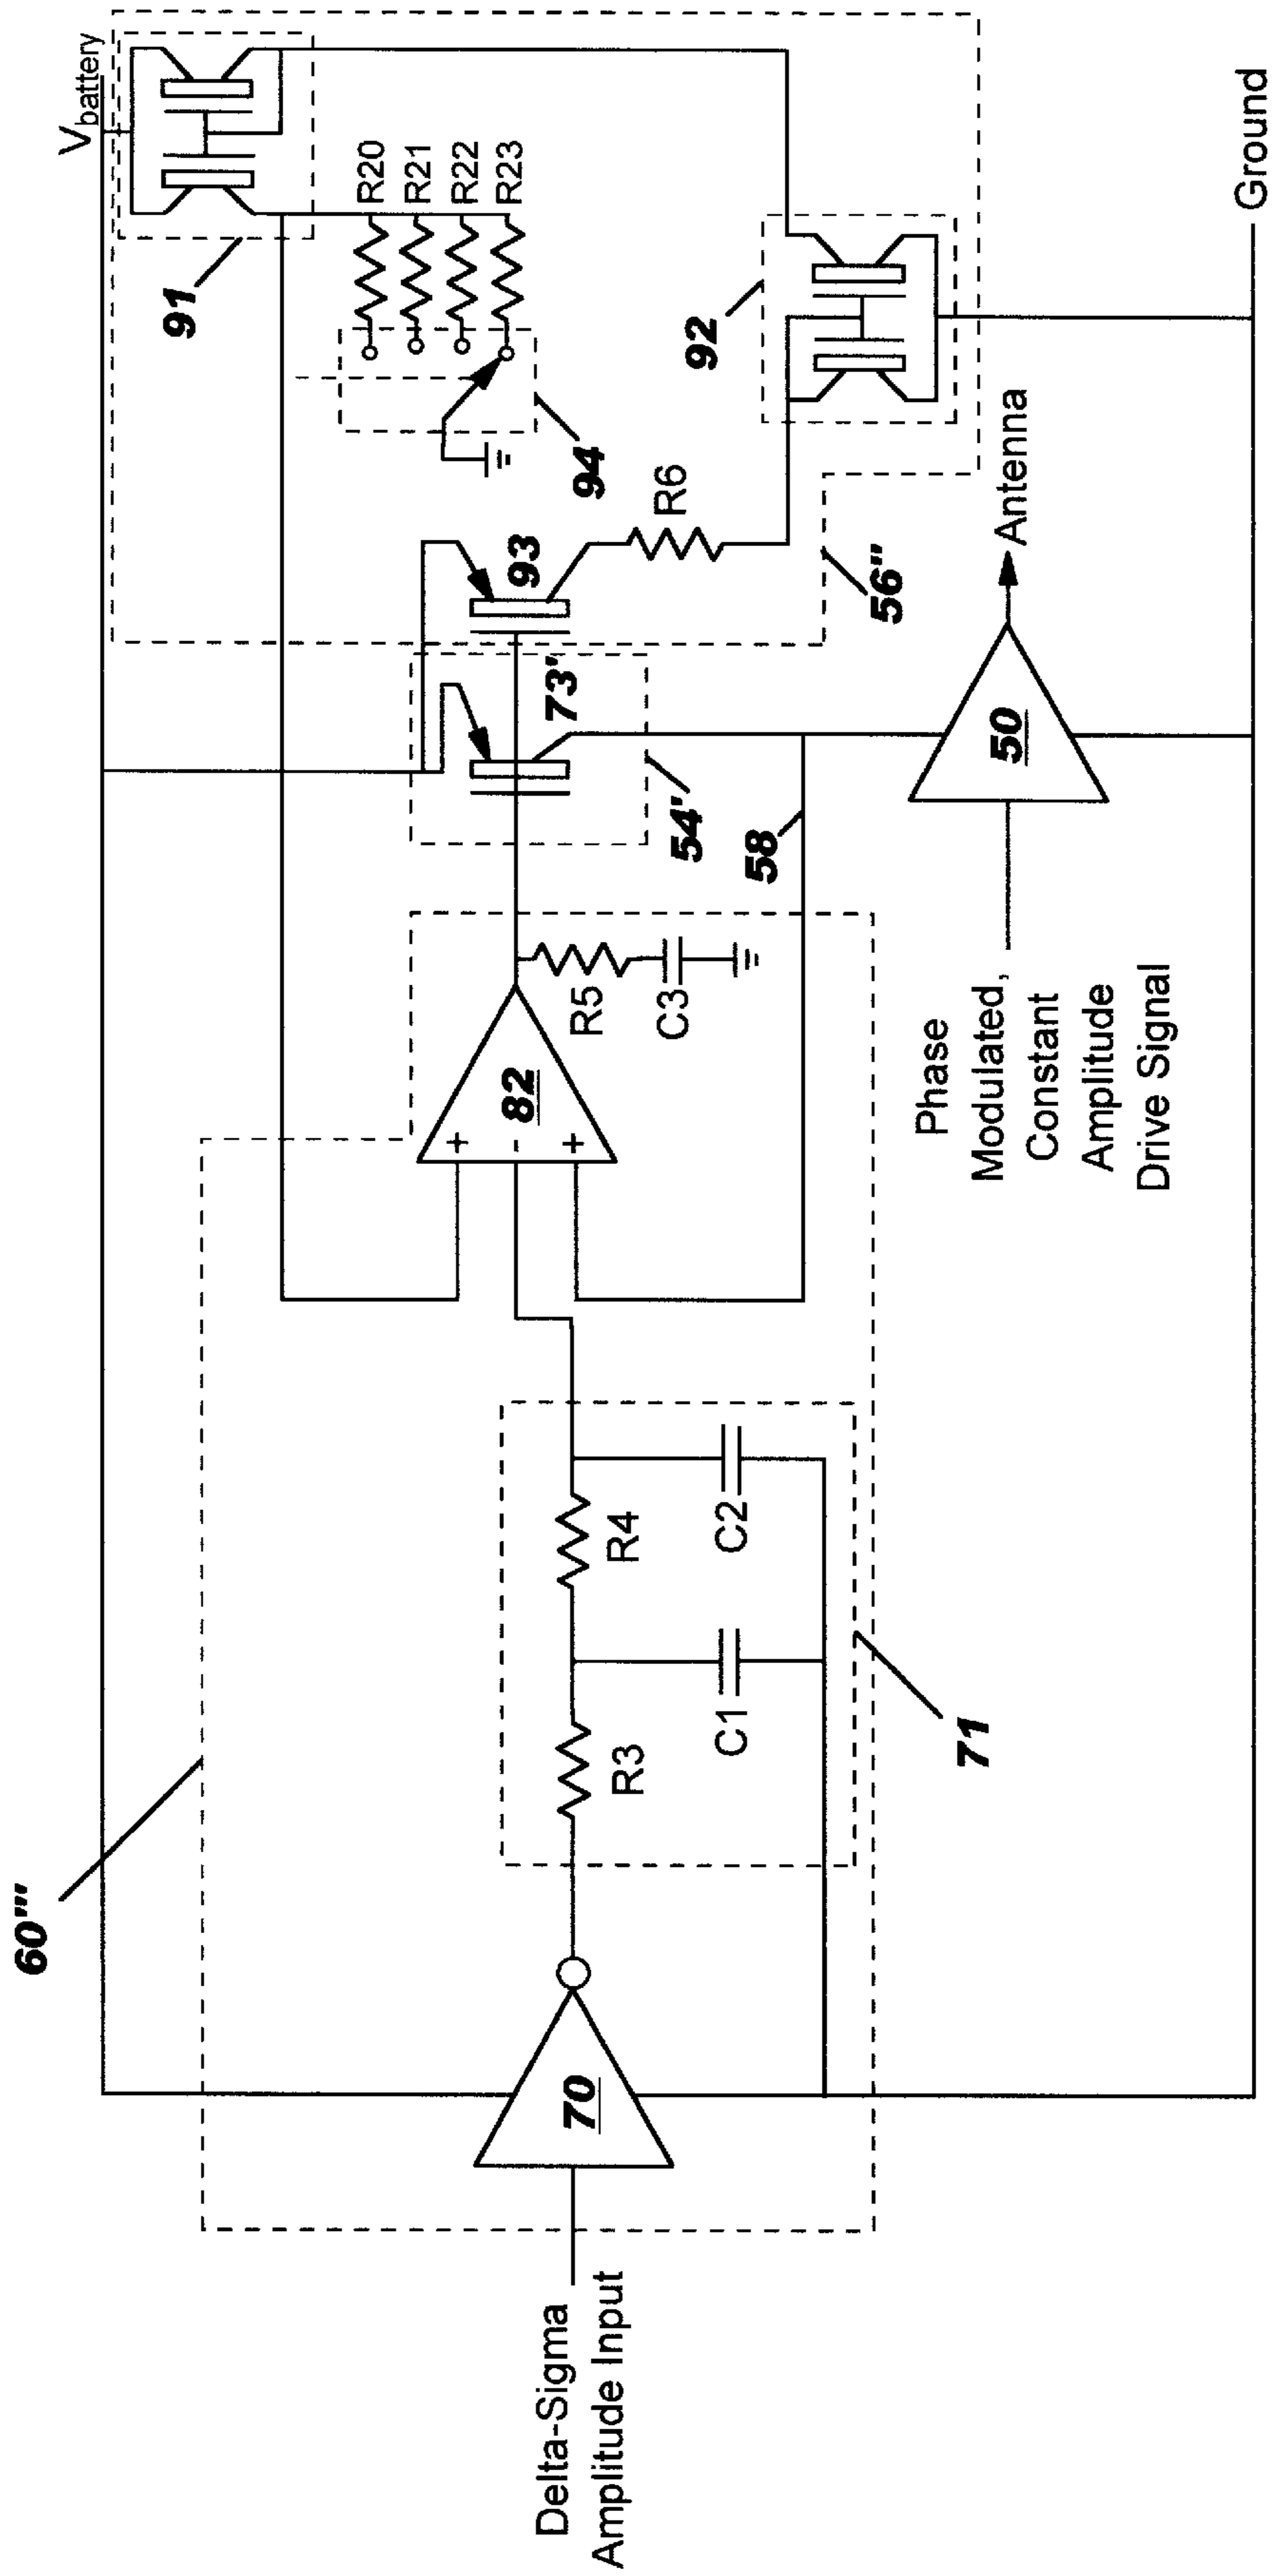 60'''
V battery
91
R20
R21
R22
R23
94
92
93
R6
56''
73'
54'
58
82
+
-
+
R5
C3
50
Antenna
Phase
Modulated,
Constant
Amplitude
Drive Signal
R3
R4
C1
C2
71
70
Delta-Sigma
Amplitude Input
Ground